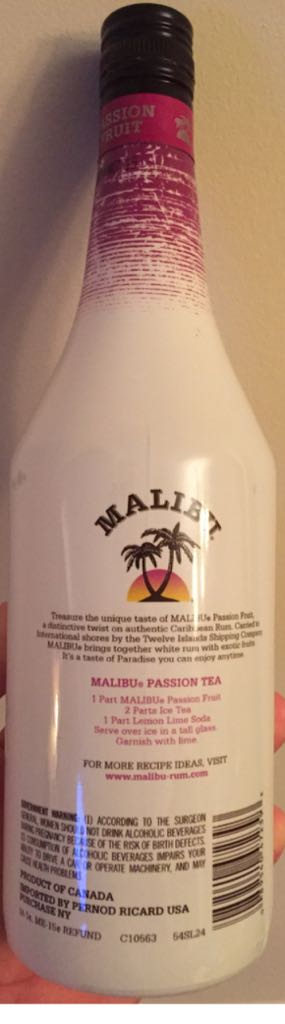 PASSION
FRUIT
MALIBU
Treasure the unique taste of MALIBU® Passion Fruit,
a distinctive twist on authentic Caribbean Rum. Carried to
International shores by the Twelve Islands Shipping Company
MALIBU® brings together white rum with exotic fruits
It's a taste of Paradise you can enjoy anytime.
MALIBU® PASSION TEA
1 Part MALIBU® Passion Fruit
2 Parts Ice Tea
1 Part Lemon Lime Soda
Serve over ice in a tall glass.
Garnish with lime.
FOR MORE RECIPE IDEAS, VISIT
www.malibu-rum.com
GOVERNMENT WARNING: (1) ACCORDING TO THE SURGEON
GENERAL, WOMEN SHOULD NOT DRINK ALCOHOLIC BEVERAGES
DURING PREGNANCY BECAUSE OF THE RISK OF BIRTH DEFECTS.
CONSUMPTION OF ALCOHOLIC BEVERAGES IMPAIRS YOUR
ABILITY TO DRIVE A CAR OR OPERATE MACHINERY, AND MAY
CAUSE HEALTH PROBLEMS.
PRODUCT OF CANADA
IMPORTED BY PERNOD RICARD USA
PURCHASE NY
ME-15¢ REFUND C10663 54SL24